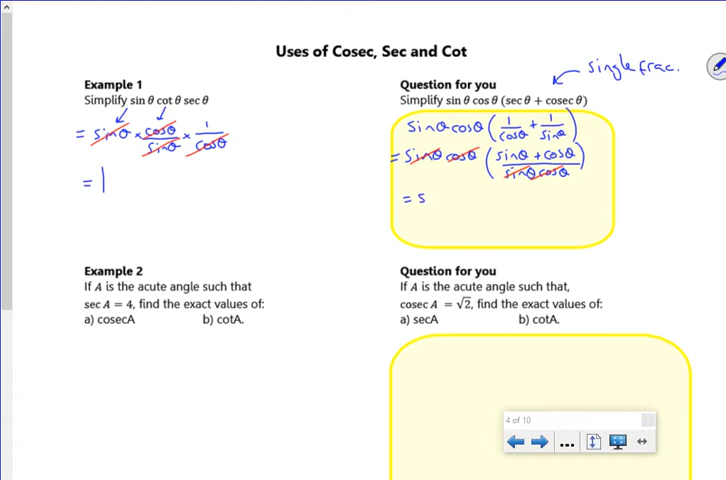 Uses of Cosec, Sec and Cot
Example 1
Simplify sin θ cot θ sec θ
= sinθ × cosθ/sinθ × 1/cosθ
= 1
single frac.
Question for you
Simplify sin θ cos θ (sec θ + cosec θ)
sinθ cosθ (1/cosθ + 1/sinθ)
= sinθ cosθ (sinθ + cosθ/sinθ cosθ)
= s
Example 2
If A is the acute angle such that
sec A = 4, find the exact values of:
a) cosecA b) cotA.
Question for you
If A is the acute angle such that,
cosec A = √2, find the exact values of:
a) secA b) cotA.
4 of 10